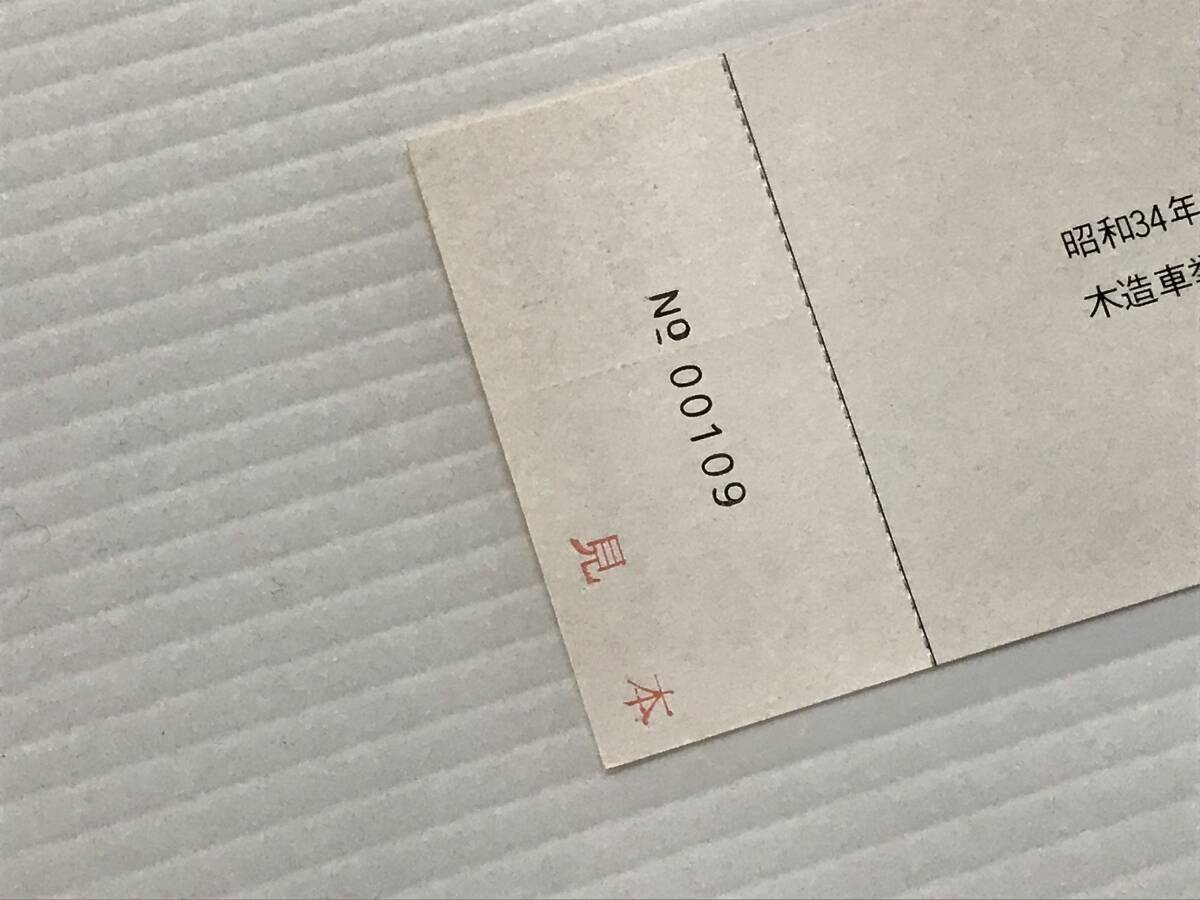 № 00109
見本
昭和34年
木造車